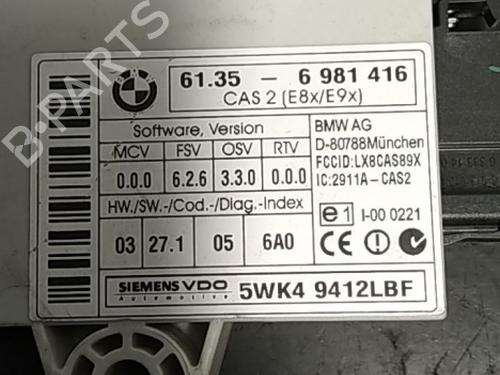 BMW
61.35 - 6 981 416
CAS 2 (E8x/E9x)
Software, Version
MCV FSV OSV RTV
0.0.0 6.2.6 3.3.0 0.0.0
HW./SW.-/Cod.-/Diag.-Index
03 27.1 05 6A0
BMW AG
D-80788München
FCCID:LX8CAS89X
IC:2911A-CAS2
e1 I-00 0221
CE
SIEMENS VDO
Automotive
5WK4 9412LBF